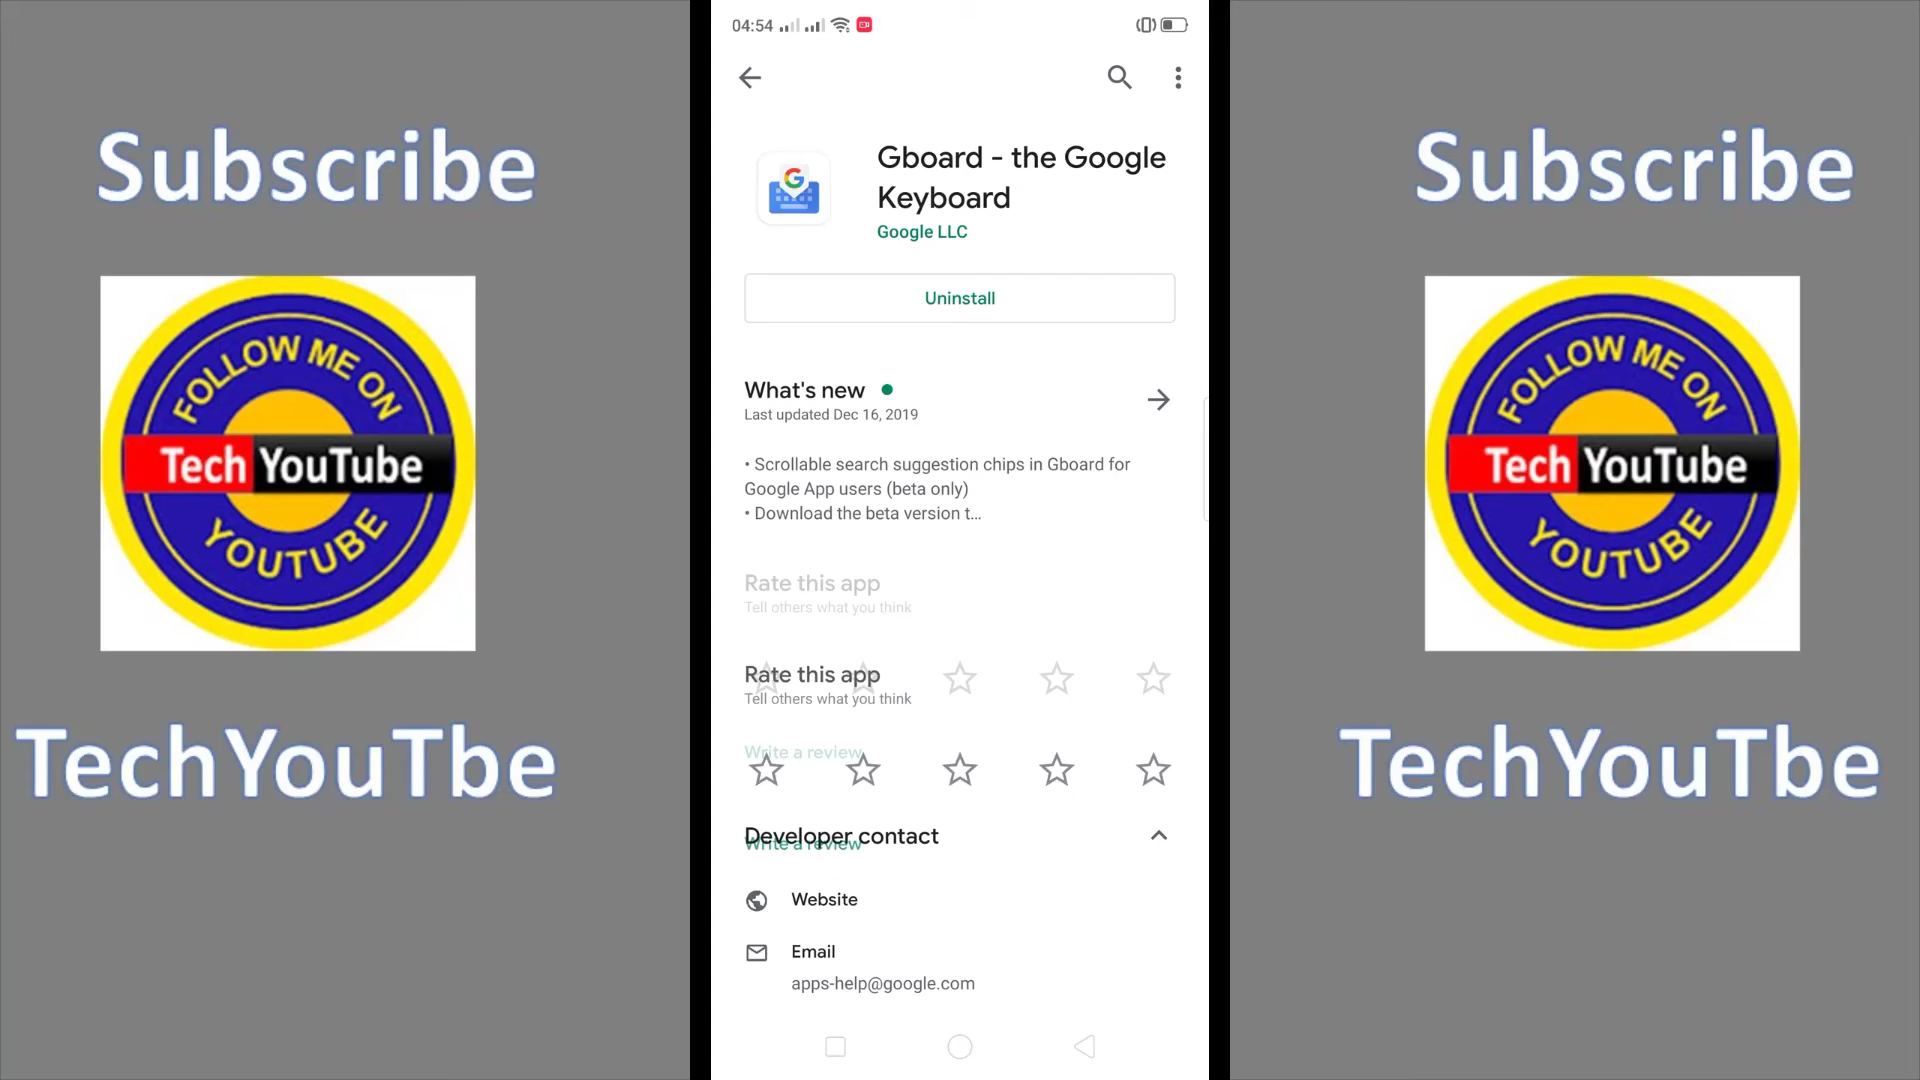 Subscribe
FOLLOW ME ON
Tech YouTube
YOUTUBE
TechYouTbe
04:54
Gboard - the Google
Keyboard
Google LLC
Uninstall
What's new
Last updated Dec 16, 2019
• Scrollable search suggestion chips in Gboard for
Google App users (beta only)
• Download the beta version t...
Rate this app
Tell others what you think
Rate this app
Tell others what you think
Write a review
Developer contact
Write a review
Website
Email
apps-help@google.com
Subscribe
FOLLOW ME ON
Tech YouTube
YOUTUBE
TechYouTbe